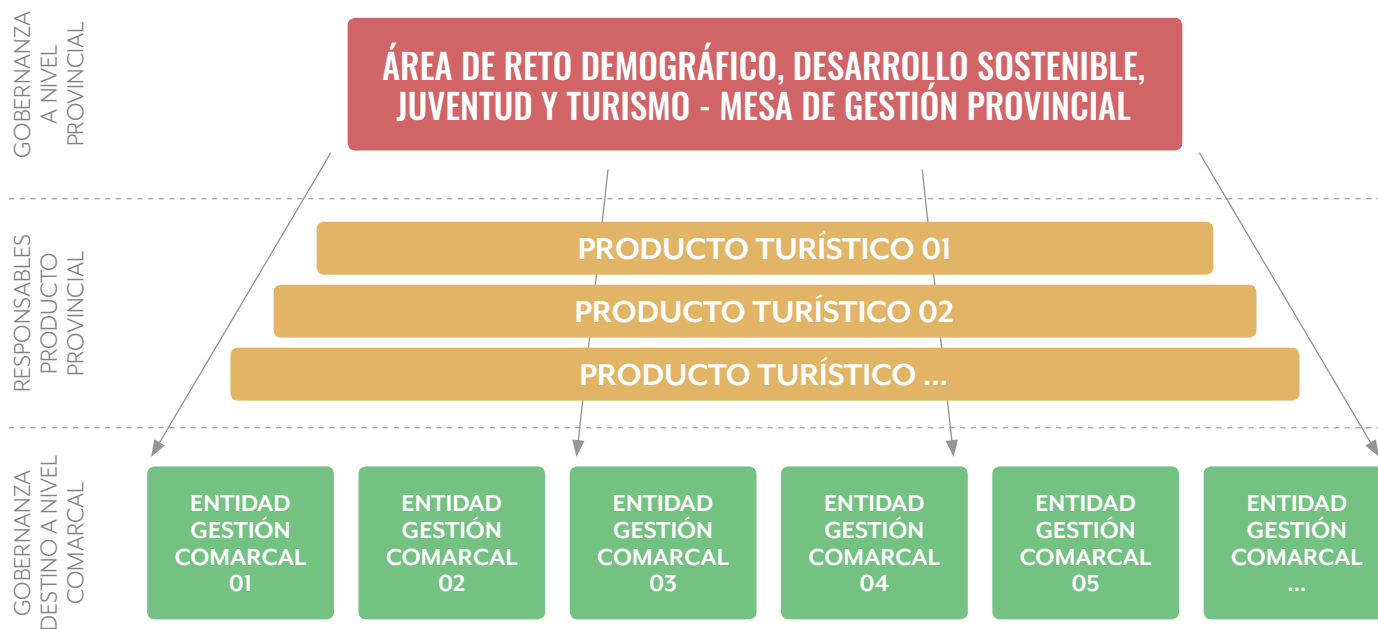 GOBERNANZA
A NIVEL
PROVINCIAL
ÁREA DE RETO DEMOGRÁFICO, DESARROLLO SOSTENIBLE,
JUVENTUD Y TURISMO - MESA DE GESTIÓN PROVINCIAL
RESPONSABLES
PRODUCTO
PROVINCIAL
PRODUCTO TURÍSTICO 01
PRODUCTO TURÍSTICO 02
PRODUCTO TURÍSTICO ...
GOBERNANZA
DESTINO A NIVEL
COMARCAL
ENTIDAD
GESTIÓN
COMARCAL
01
ENTIDAD
GESTIÓN
COMARCAL
02
ENTIDAD
GESTIÓN
COMARCAL
03
ENTIDAD
GESTIÓN
COMARCAL
04
ENTIDAD
GESTIÓN
COMARCAL
05
ENTIDAD
GESTIÓN
COMARCAL
...